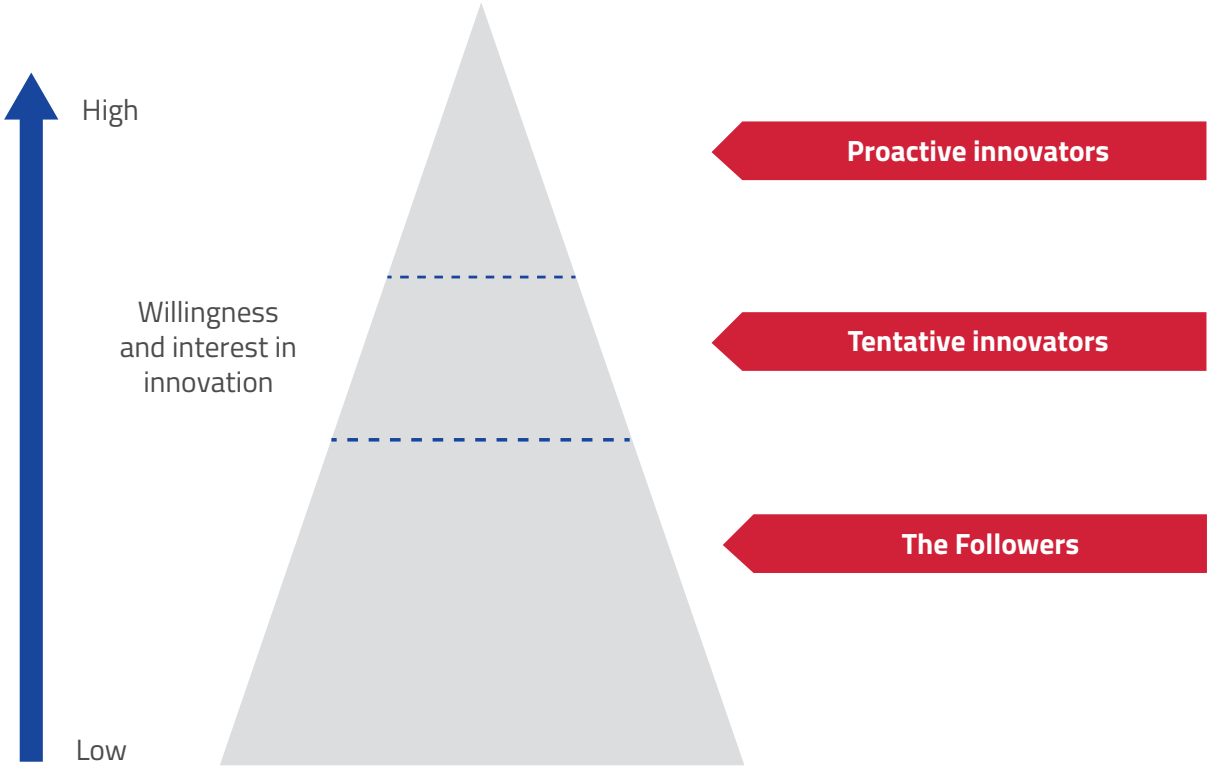 High
Proactive innovators
Willingness
and interest in
innovation
Tentative innovators
The Followers
Low